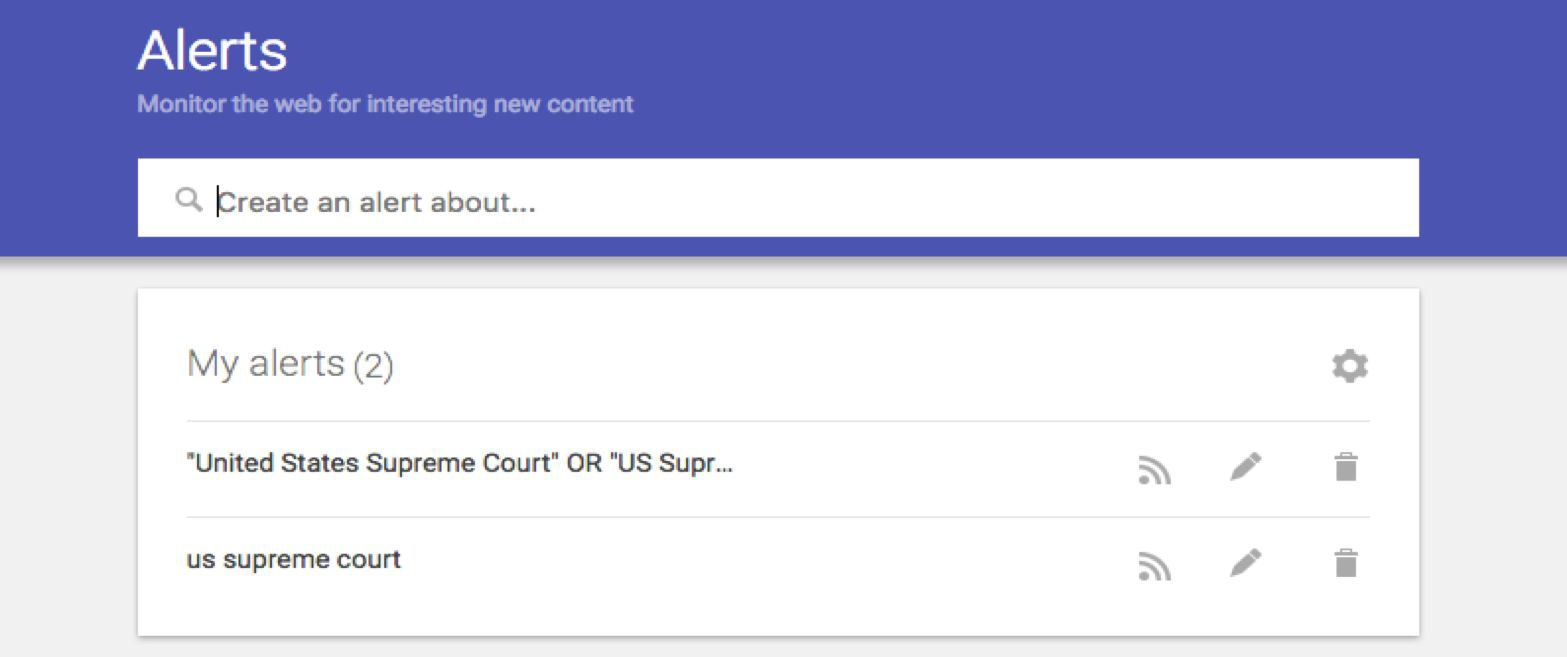 Alerts
Monitor the web for interesting new content
Create an alert about...
My alerts (2)
"United States Supreme Court" OR "US Supr...
us supreme court